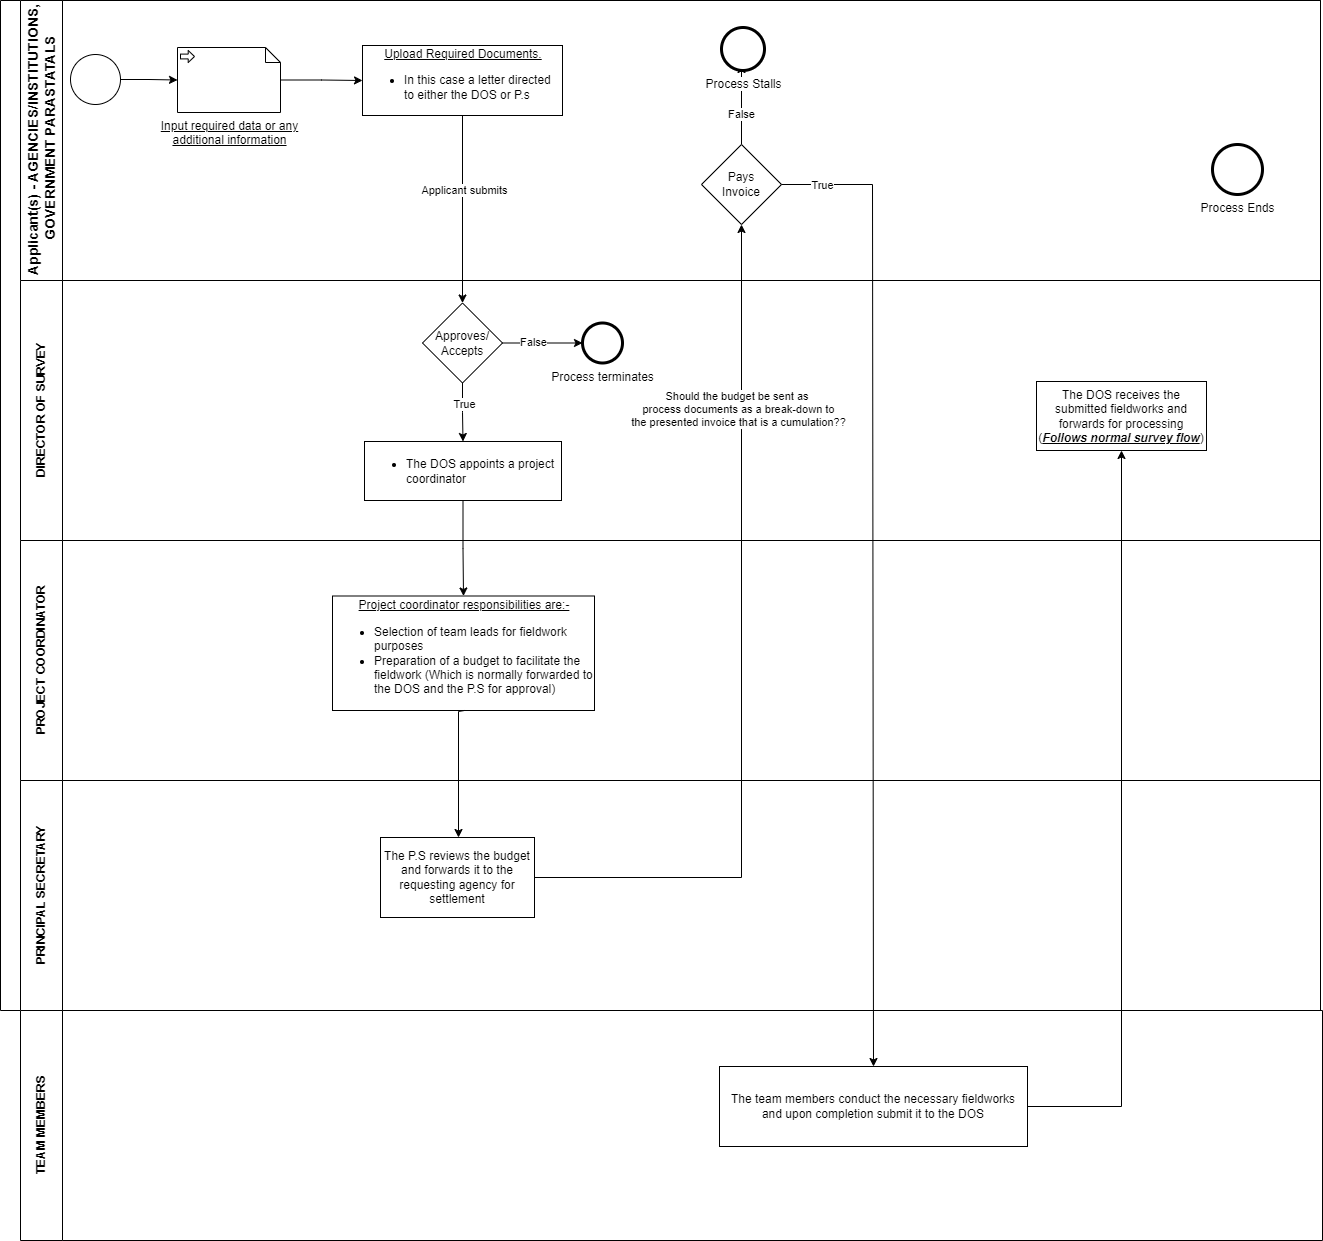 Applicant(s) - AGENCIES/INSTITUTIONS,
GOVERNMENT PARASTATALS
Input required data or any
additional information
Upload Required Documents.
• In this case a letter directed
to either the DOS or P.s
Applicant submits
Process Stalls
False
Pays
Invoice
True
Process Ends
DIRECTOR OF SURVEY
Approves/
Accepts
False
Process terminates
True
• The DOS appoints a project
coordinator
Should the budget be sent as
process documents as a break-down to
the presented invoice that is a cumulation??
The DOS receives the
submitted fieldworks and
forwards for processing
(Follows normal survey flow)
PROJECT COORDINATOR
Project coordinator responsibilities are:-
• Selection of team leads for fieldwork
purposes
• Preparation of a budget to facilitate the
fieldwork (Which is normally forwarded to
the DOS and the P.S for approval)
PRINCIPAL SECRETARY
The P.S reviews the budget
and forwards it to the
requesting agency for
settlement
TEAM MEMBERS
The team members conduct the necessary fieldworks
and upon completion submit it to the DOS